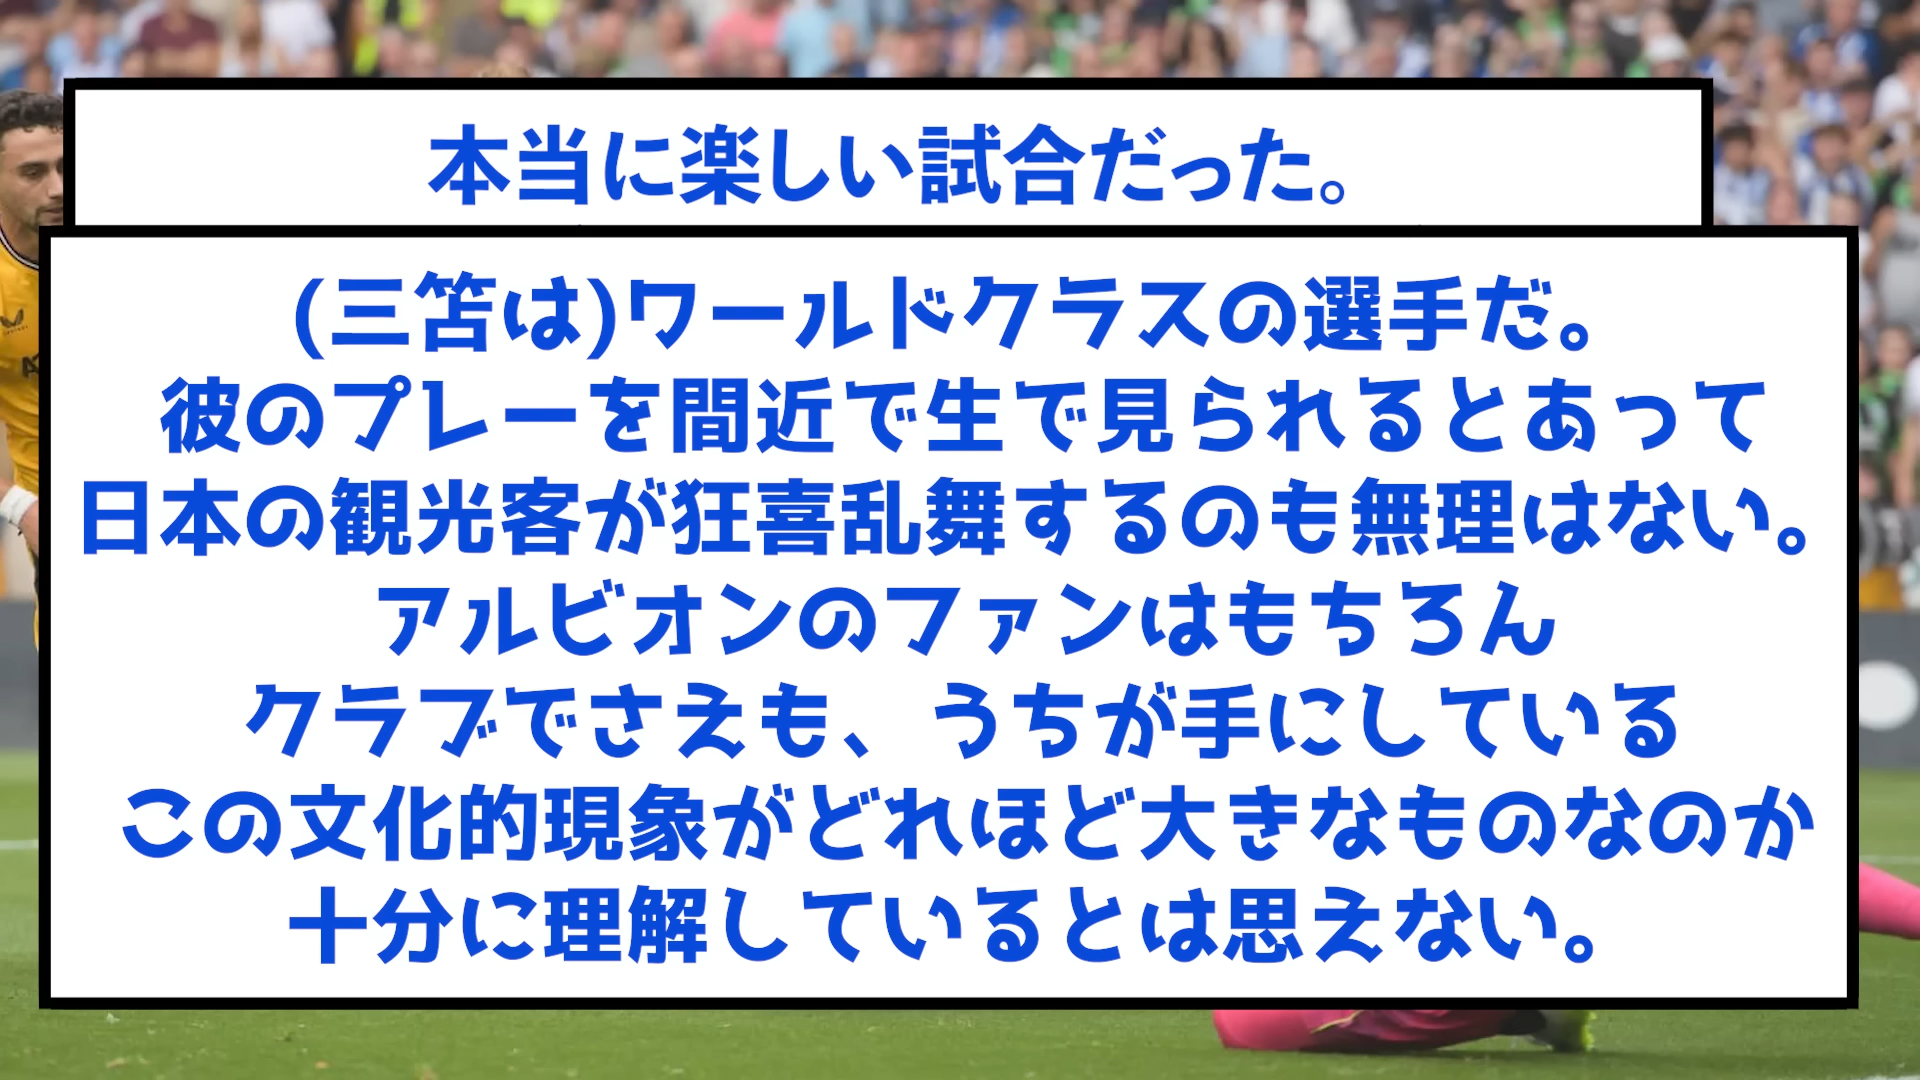 本当に楽しい試合だった。
(三笘は)ワールドクラスの選手だ。
彼のプレーを間近で生で見られるとあって
日本の観光客が狂喜乱舞するのも無理はない。
アルビオンのファンはもちろん
クラブでさえも、うちが手にしている
この文化的現象がどれほど大きなものなのか
十分に理解しているとは思えない。